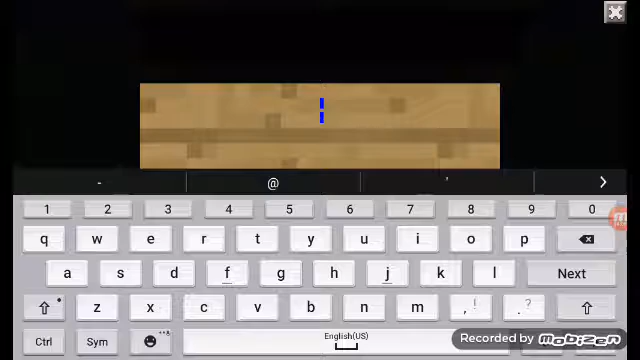 - @ '
1 2 3 4 5 6 7 8 9 0
q w e r t y u i o p
a s d f g h j k l Next
z x c v b n m , ! . ?
Ctrl Sym English(US)
Recorded by mobizen